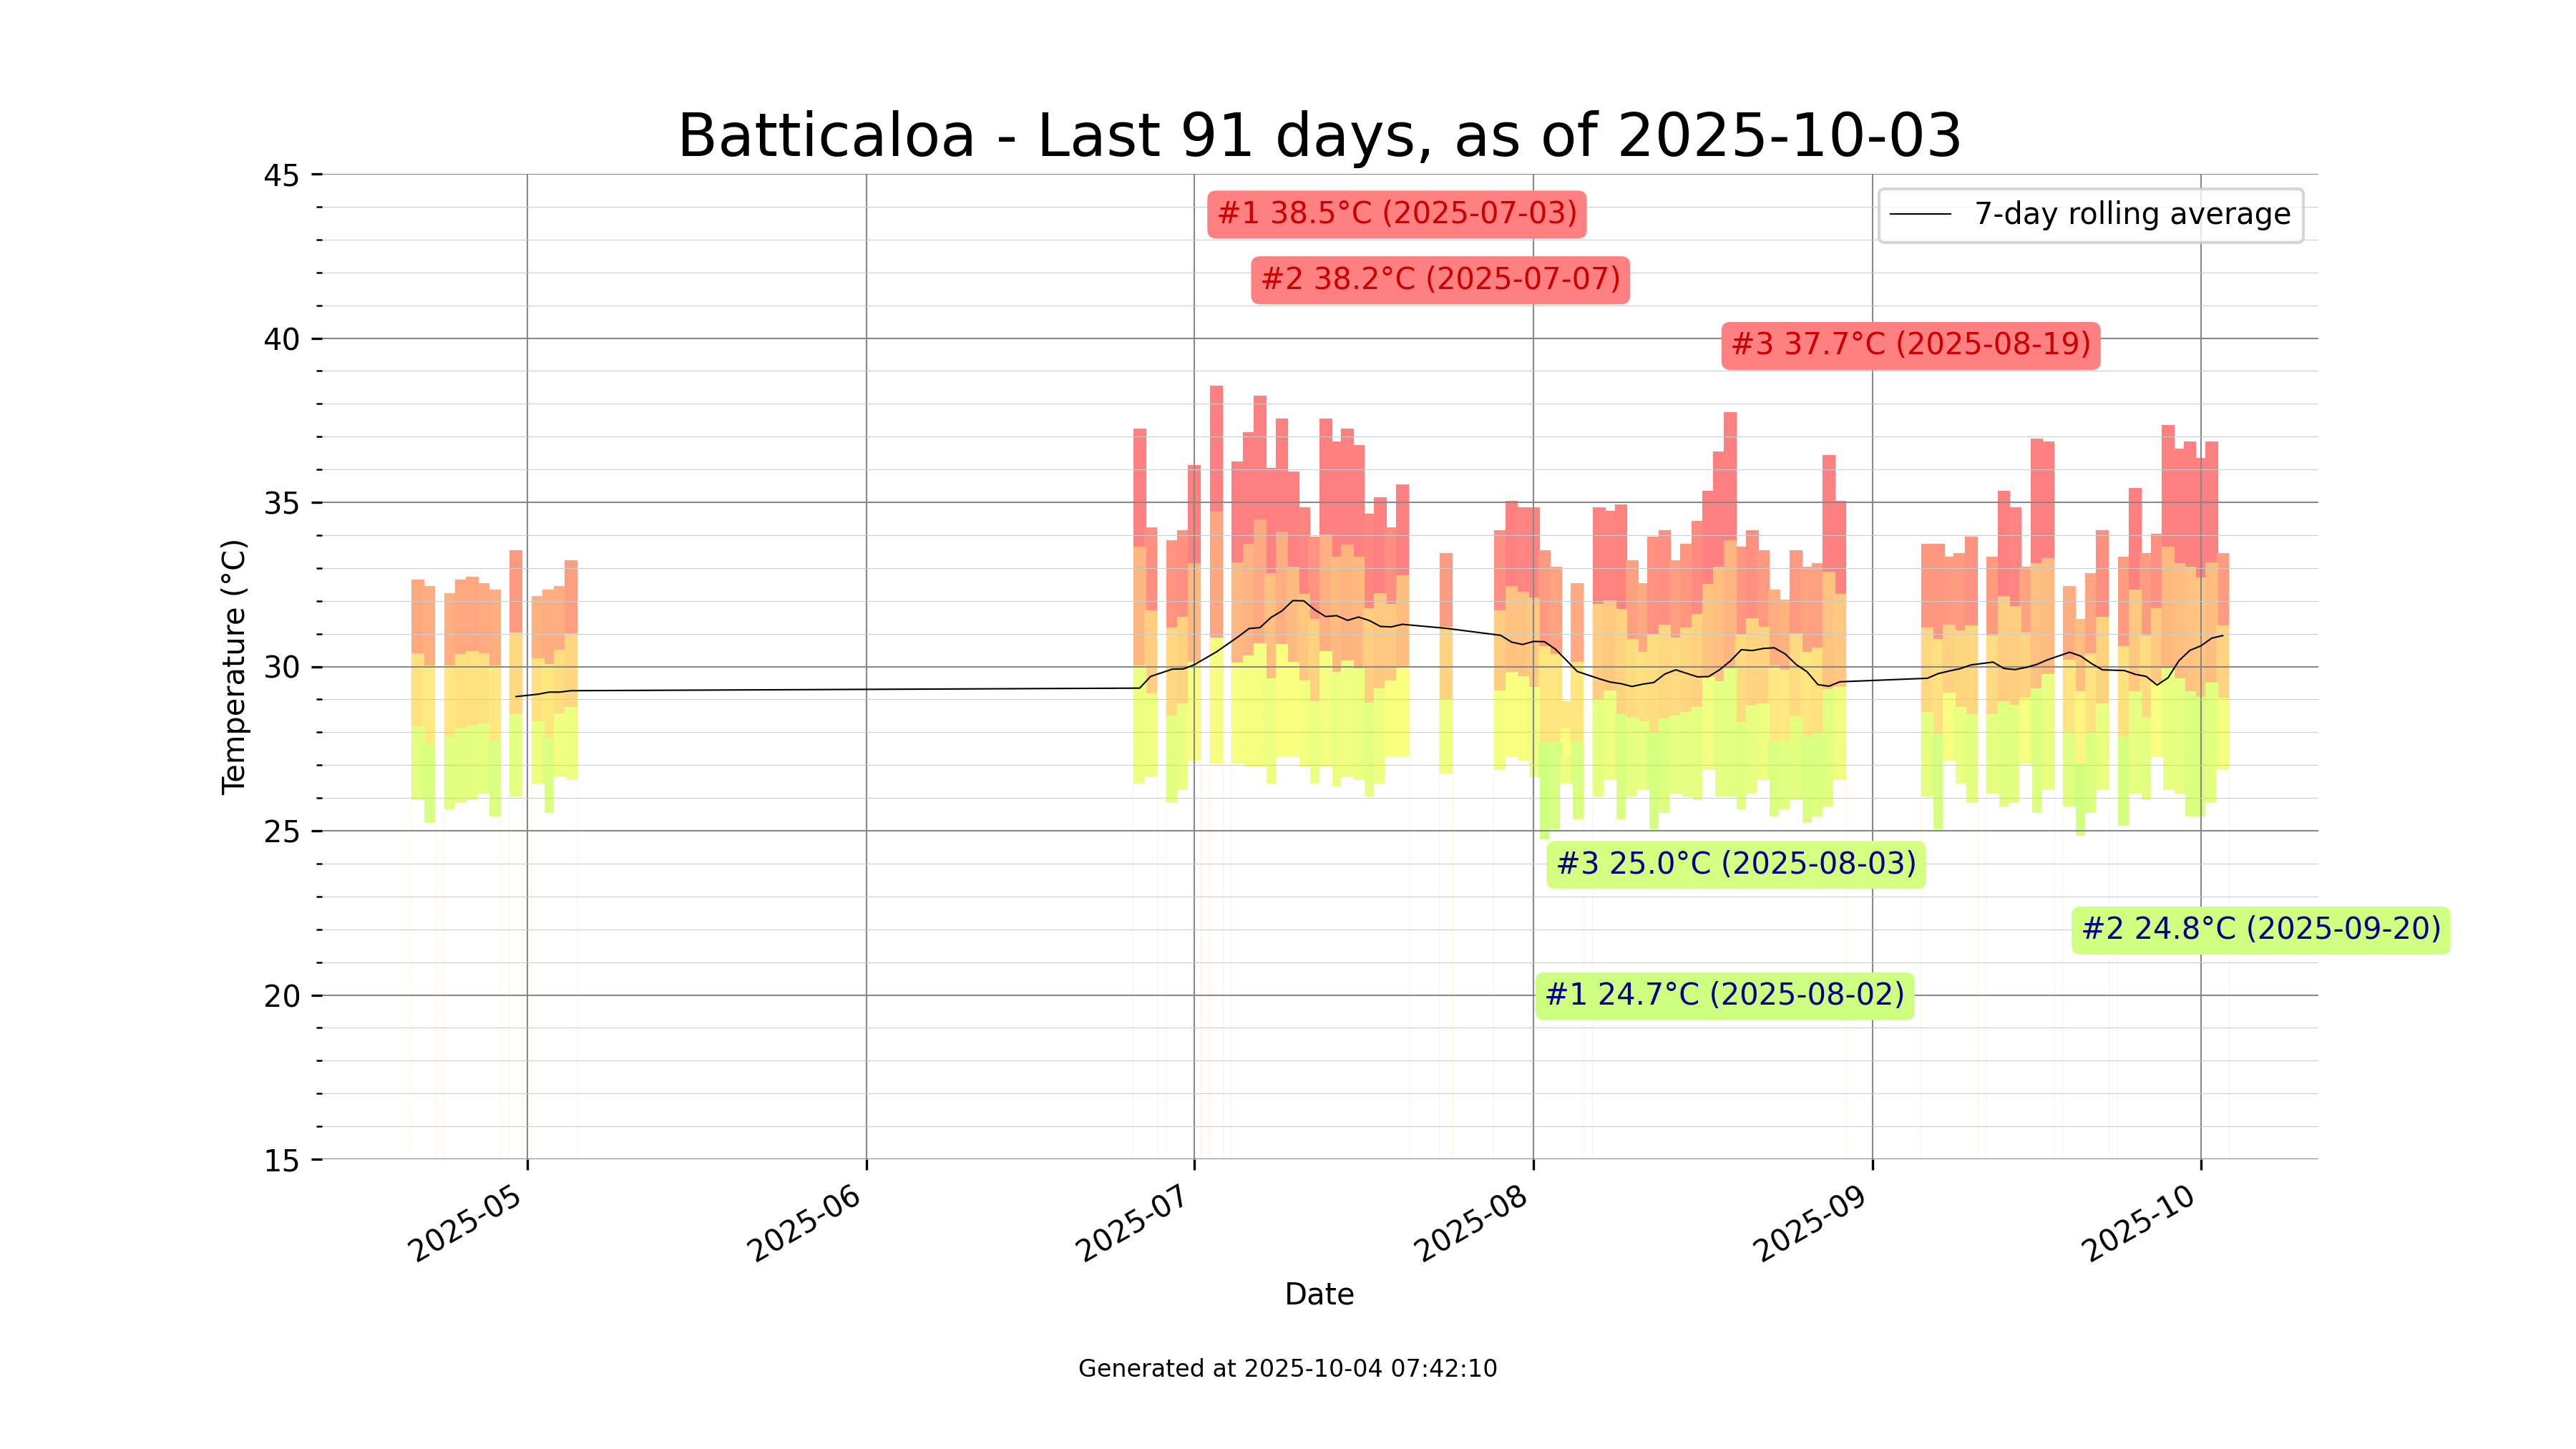 Batticaloa - Last 91 days, as of 2025-10-03
45
#1 38.5°C (2025-07-03)
7-day rolling average
#2 38.2°C (2025-07-07)
40
#3 37.7°C (2025-08-19)
35
Temperature (°C)
30
25
#3 25.0°C (2025-08-03)
#2 24.8°C (2025-09-20)
20
#1 24.7°C (2025-08-02)
15
2025-05
2025-06
2025-07
2025-08
2025-09
2025-10
Date
Generated at 2025-10-04 07:42:10